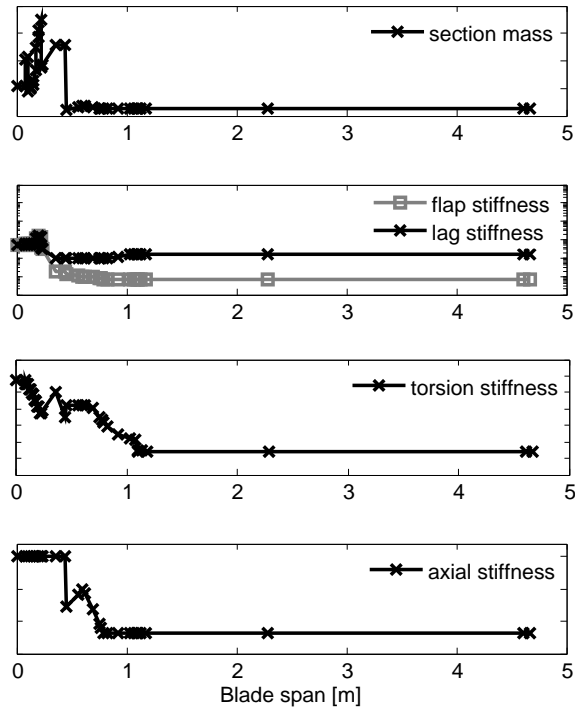 section mass
0 1 2 3 4 5
flap stiffness
lag stiffness
0 1 2 3 4 5
torsion stiffness
0 1 2 3 4 5
axial stiffness
0 1 2 3 4 5
Blade span [m]